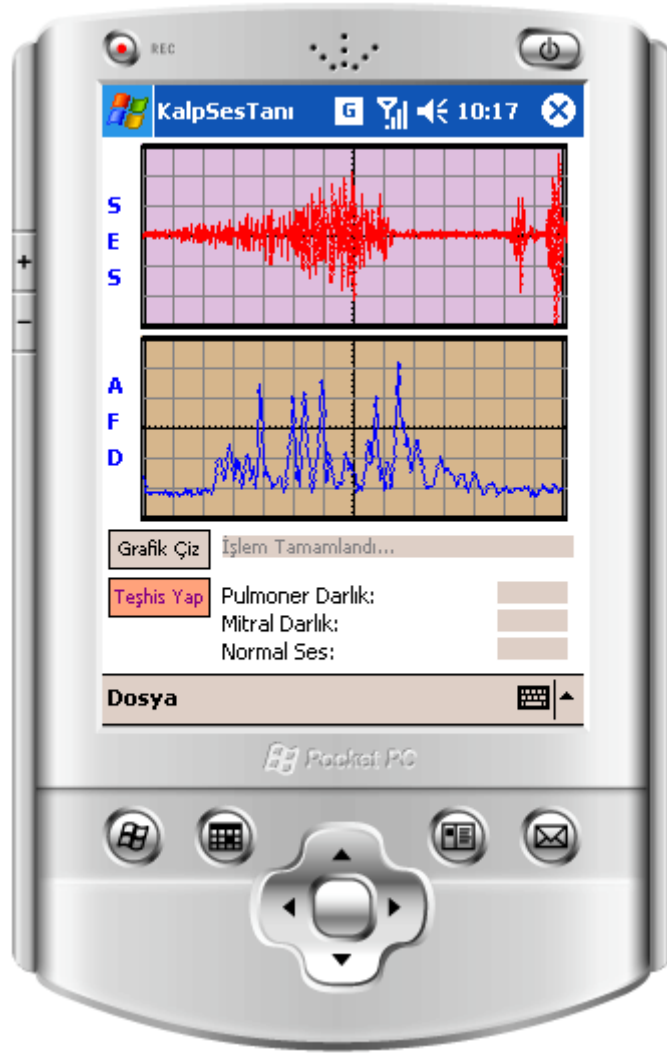 REC
KalpSesTanı G 10:17
S
E
S
A
F
D
Grafik Çiz İşlem Tamamlandı...
Teşhis Yap Pulmoner Darlık:
Mitral Darlık:
Normal Ses:
Dosya
Pocket PC